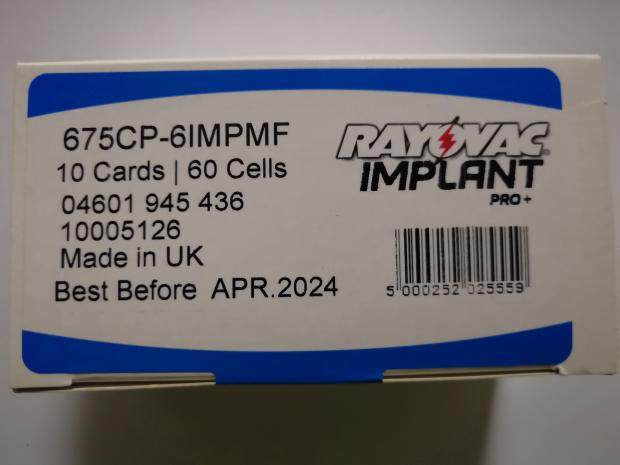 675CP-6IMPMF
10 Cards | 60 Cells
04601 945 436
10005126
Made in UK
Best Before APR.2024
RAYOVAC
IMPLANT
PRO+
5 000252 025559